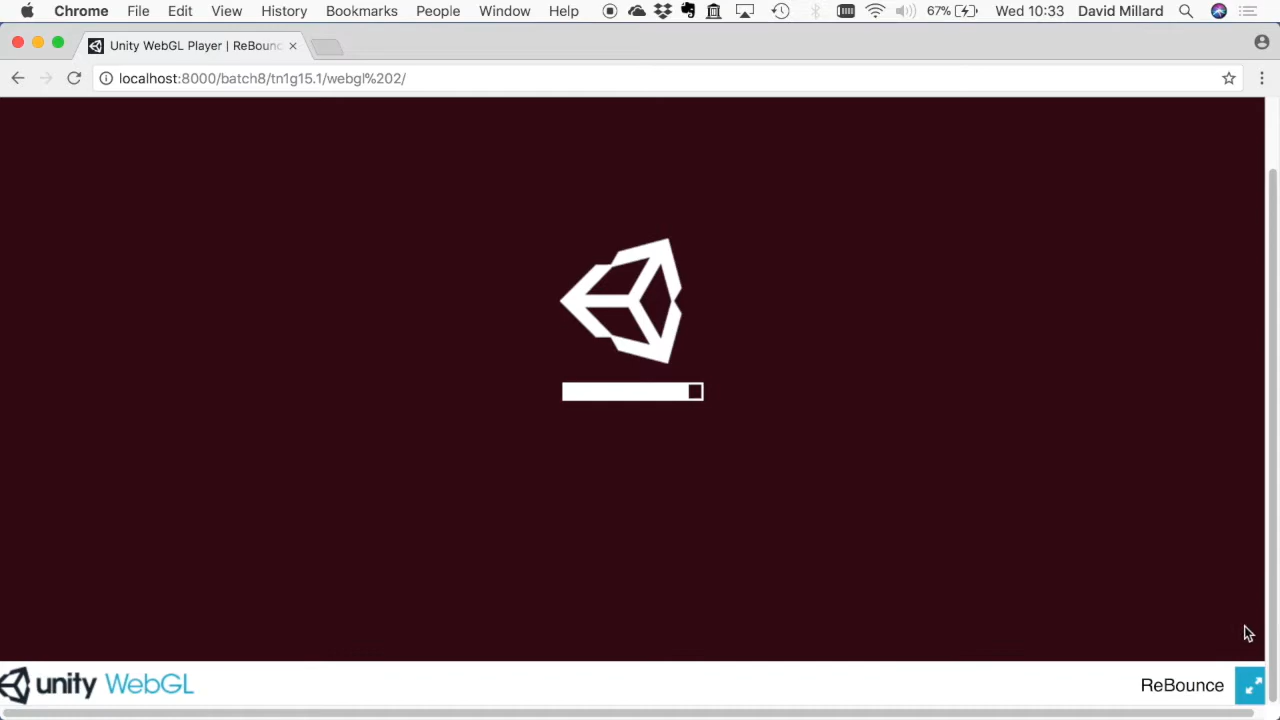 Chrome File Edit View History Bookmarks People Window Help 67% Wed 10:33 David Millard
Unity WebGL Player | ReBounc
localhost:8000/batch8/tn1g15.1/webgl%202/
unity WebGL
ReBounce